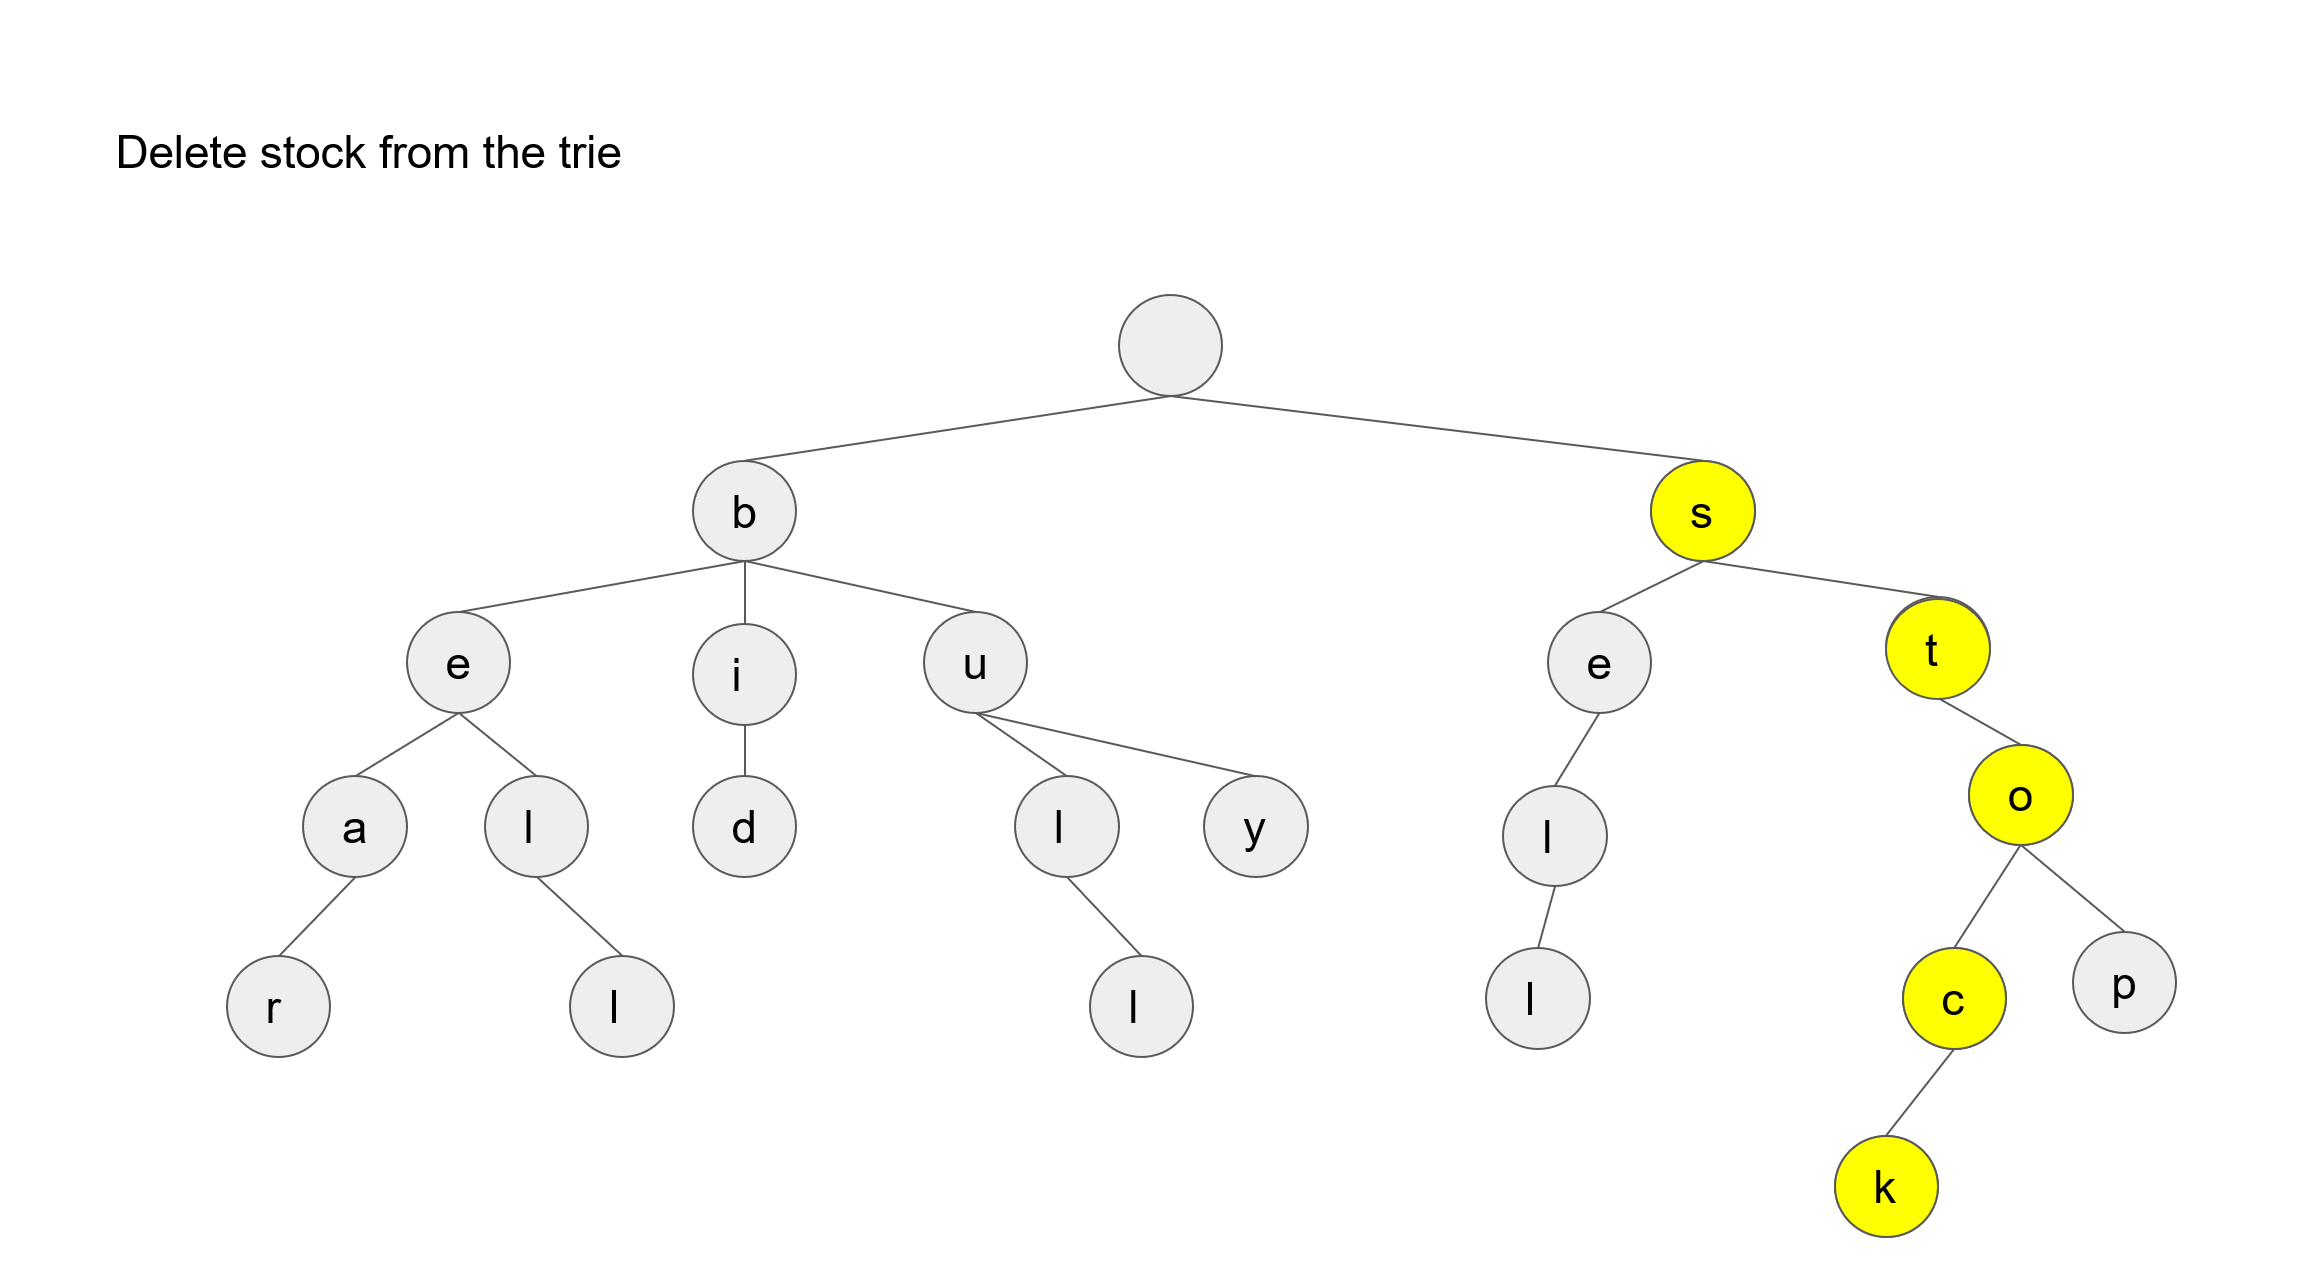 Delete stock from the trie
b s
e i u e t
a l d l y l o
r l l l c p
k